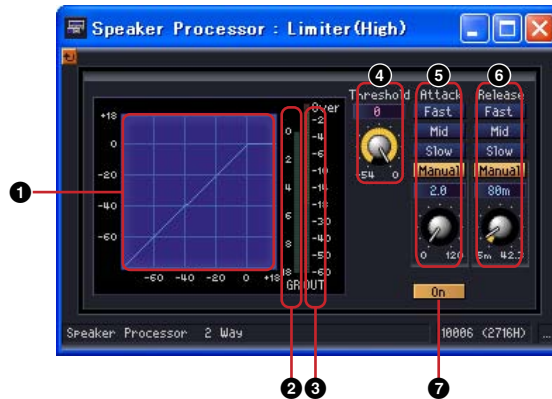 Speaker Processor : Limiter(High)
4 5 6
Threshold Attack Release
0 Fast Fast
Mid Mid
Slow Slow
-54 0 Manual Manual
2.0 80m
0 120 5m 42.3
On
+18 0 -20 -40 -60
-60 -40 -20 0 +18
0 2 4 6 8 18
Over -2 -4 -6 -10 -14 -18 -30 -40 -50 -60
GR OUT
1
Speaker Processor 2 Way 10006 (2716H) ...
2 3 7